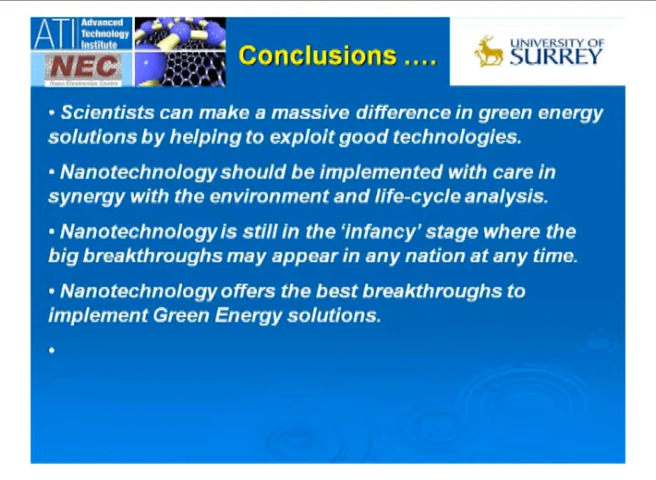 ATI Advanced
Technology
Institute
NEC
Nano-Electronics Center
Conclusions ....
UNIVERSITY OF
SURREY
• Scientists can make a massive difference in green energy
solutions by helping to exploit good technologies.
• Nanotechnology should be implemented with care in
synergy with the environment and life-cycle analysis.
• Nanotechnology is still in the ‘infancy’ stage where the
big breakthroughs may appear in any nation at any time.
• Nanotechnology offers the best breakthroughs to
implement Green Energy solutions.
•